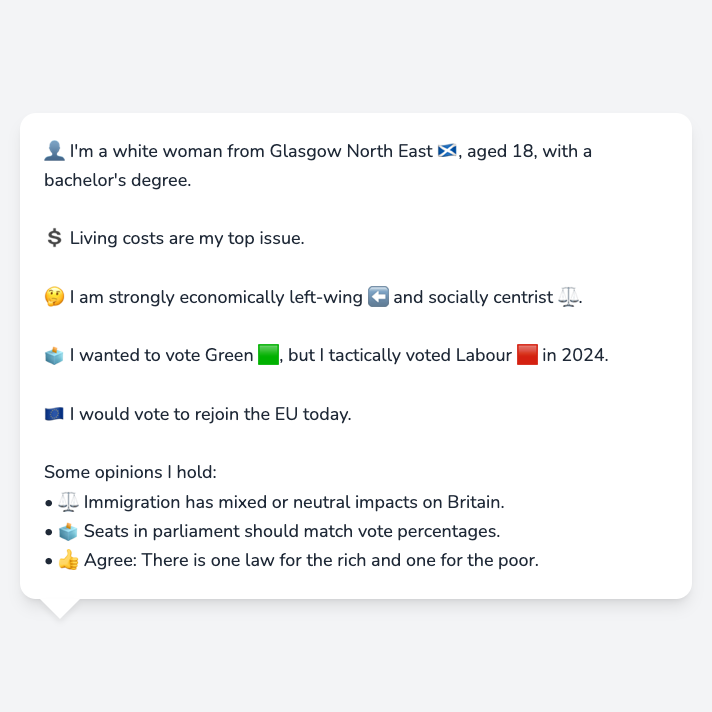 👤 I'm a white woman from Glasgow North East 🏴󠁧󠁢󠁳󠁣󠁴󠁿, aged 18, with a
bachelor's degree.
💲 Living costs are my top issue.
🤔 I am strongly economically left-wing ⬅️ and socially centrist ⚖️.
🗳️ I wanted to vote Green 🟩, but I tactically voted Labour 🟥 in 2024.
🇪🇺 I would vote to rejoin the EU today.
Some opinions I hold:
• ⚖️ Immigration has mixed or neutral impacts on Britain.
• 🗳️ Seats in parliament should match vote percentages.
• 👍 Agree: There is one law for the rich and one for the poor.